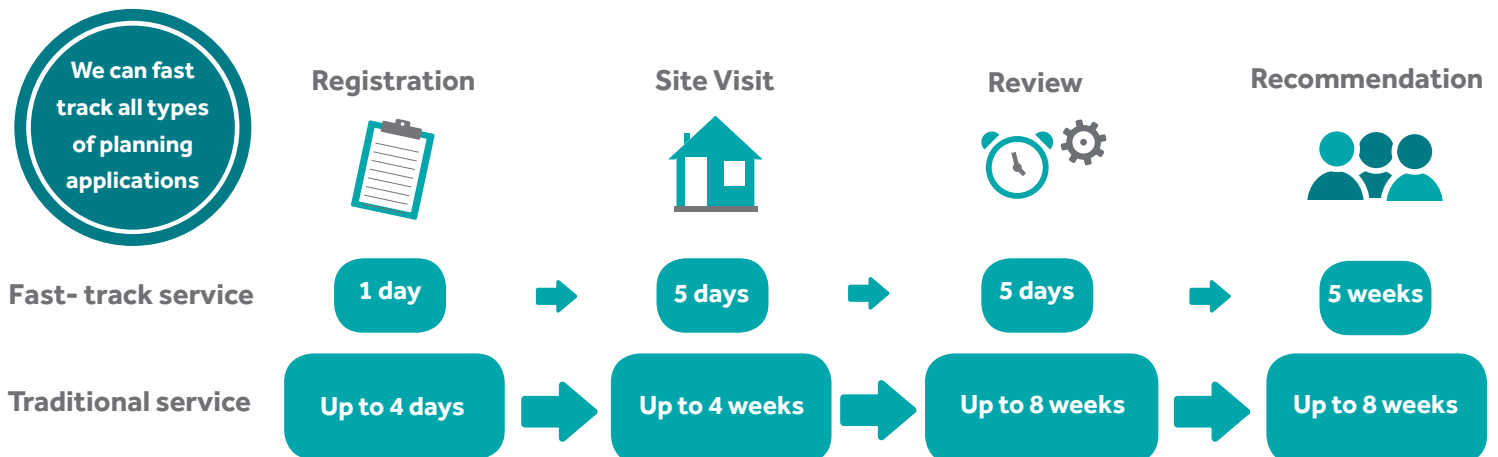 We can fast
track all types
of planning
applications
Registration
Site Visit
Review
Recommendation
Fast- track service
1 day
5 days
5 days
5 weeks
Traditional service
Up to 4 days
Up to 4 weeks
Up to 8 weeks
Up to 8 weeks